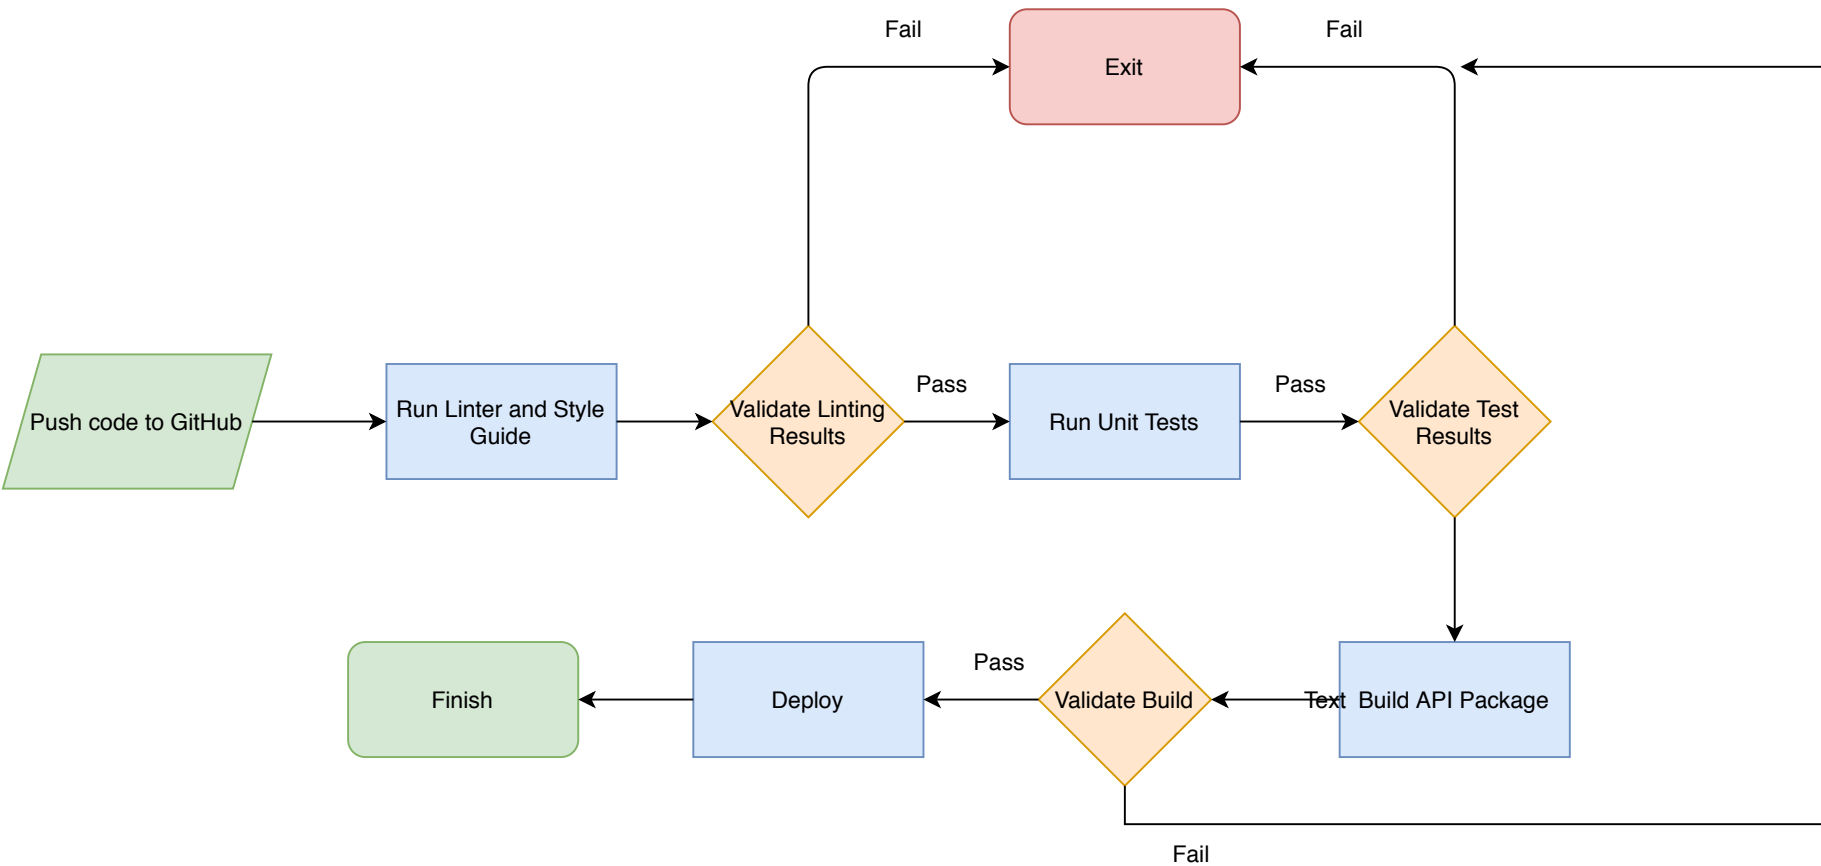 Fail
Fail
Exit
Pass
Pass
Push code to GitHub
Run Linter and Style
Guide
Validate Linting
Results
Run Unit Tests
Validate Test
Results
Pass
Finish
Deploy
Validate Build
Text
Build API Package
Fail